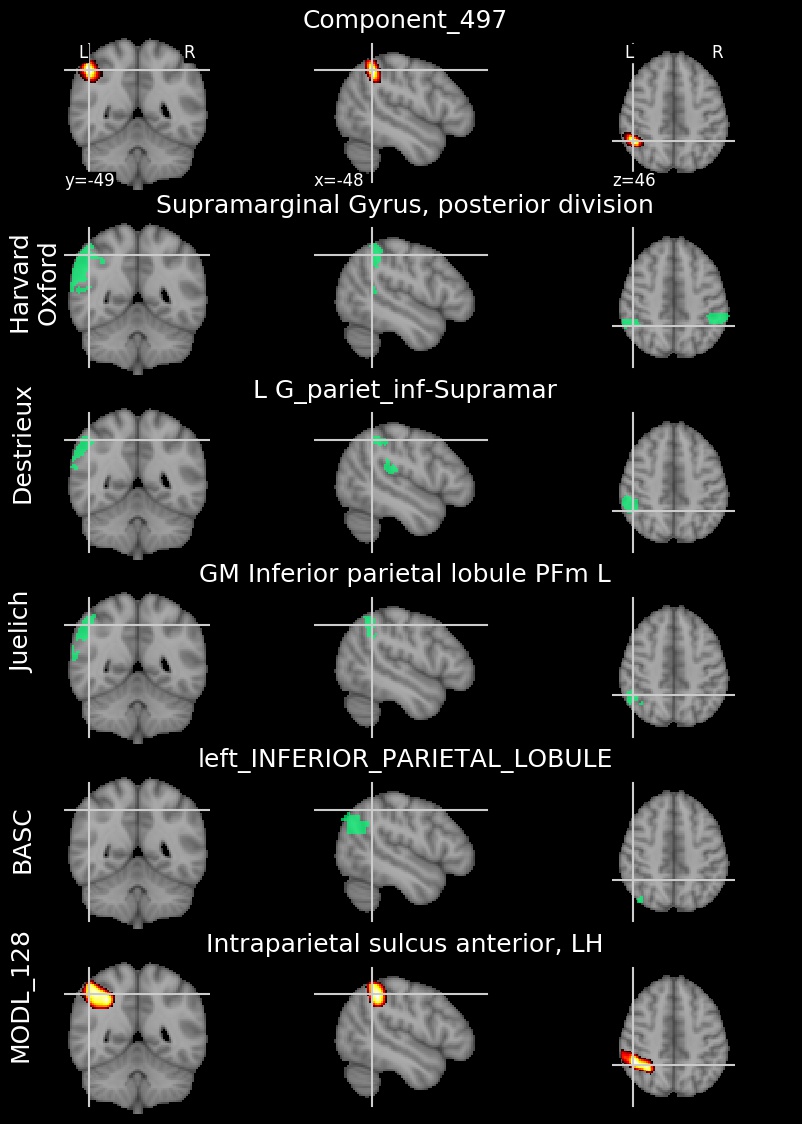 Component_497
L R
L R
y=-49 x=-48 z=46
Supramarginal Gyrus, posterior division
Harvard
Oxford
L G_pariet_inf-Supramar
Destrieux
GM Inferior parietal lobule PFm L
Juelich
left_INFERIOR_PARIETAL_LOBULE
BASC
Intraparietal sulcus anterior, LH
MODL_128